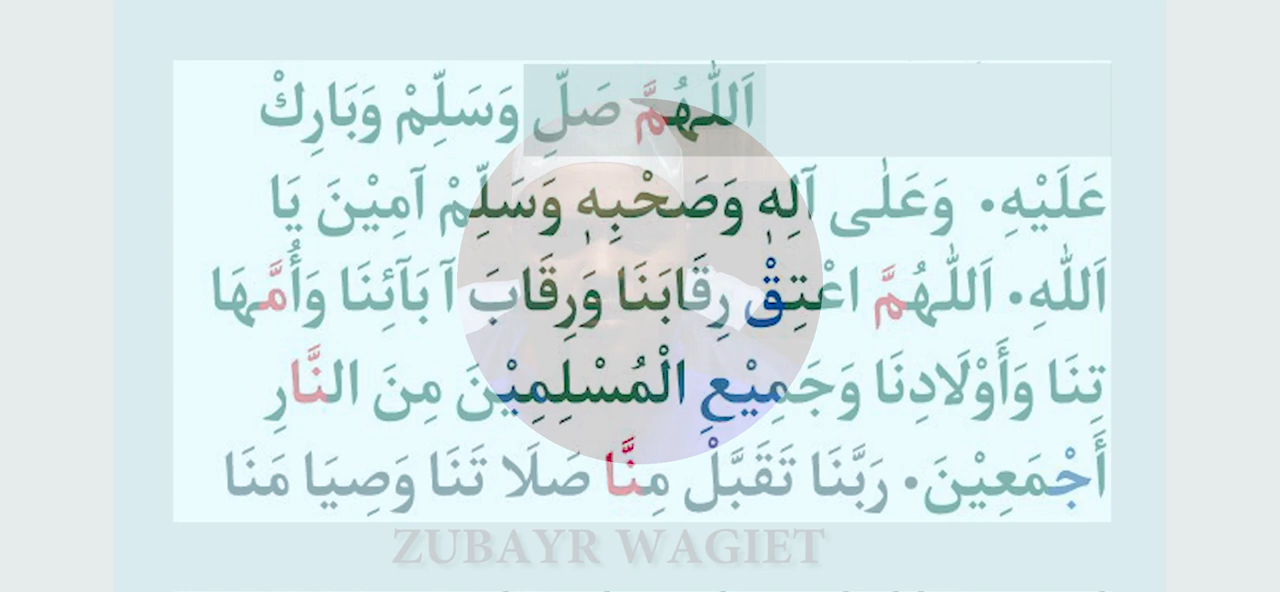 اَللّٰهُمَّ صَلِّ وَسَلِّمْ وَبَارِكْ
عَلَيْهِ. وَعَلٰى آلِهٖ وَصَحْبِهٖ وَسَلِّمْ آمِيْنَ يَا
اَللّٰهِ. اَللّٰهُمَّ اعْتِقْ رِقَابَنَا وَرِقَابَ آ بَآئِنَا وَأُمَّهَا
تِنَا وَأَوْلَادِنَا وَجَمِيْعِ الْمُسْلِمِيْنَ مِنَ النَّارِ
أَجْمَعِيْنَ. رَبَّنَا تَقَبَّلْ مِنَّا صَلَا تَنَا وَصِيَا مَنَا
ZUBAYR WAGIET